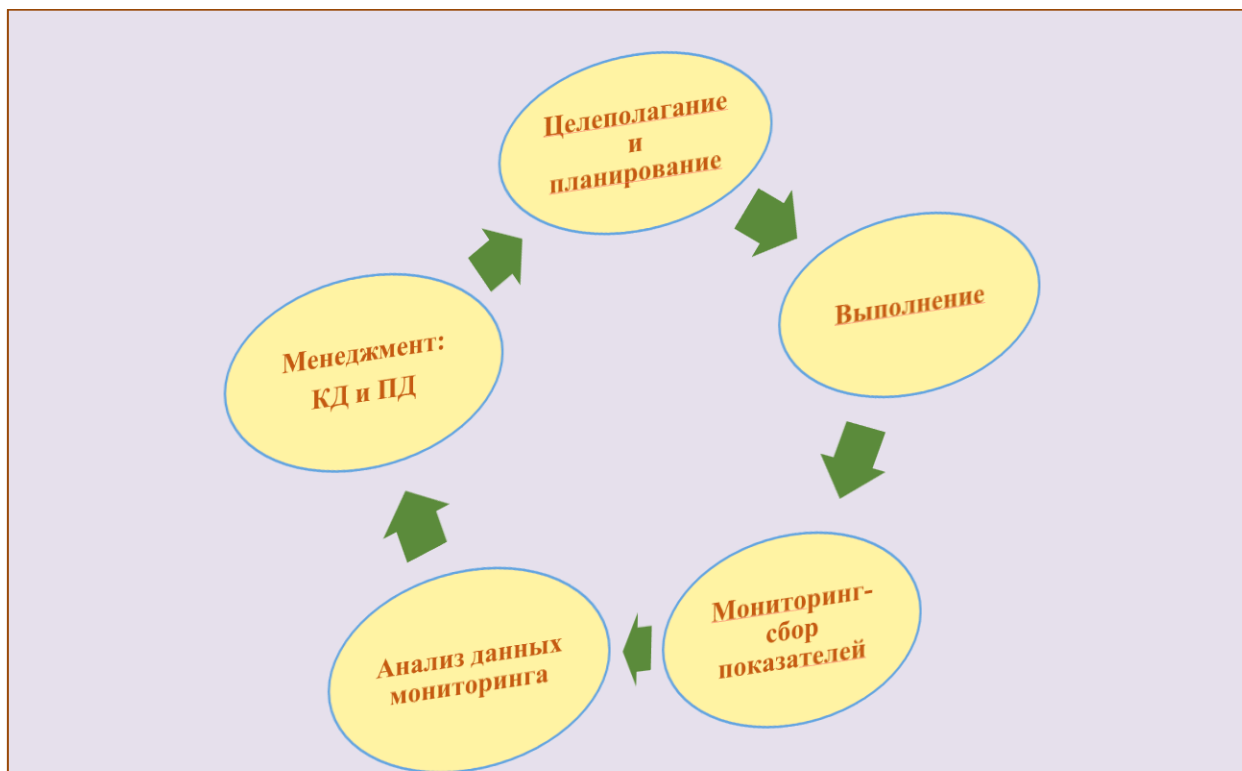 Целеполагание
и
планирование
Выполнение
Мониторинг-
сбор
показателей
Анализ данных
мониторинга
Менеджмент:
КД и ПД